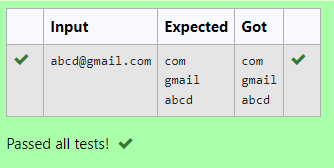 Input Expected Got
abcd@gmail.com com com
gmail gmail
abcd abcd
Passed all tests!